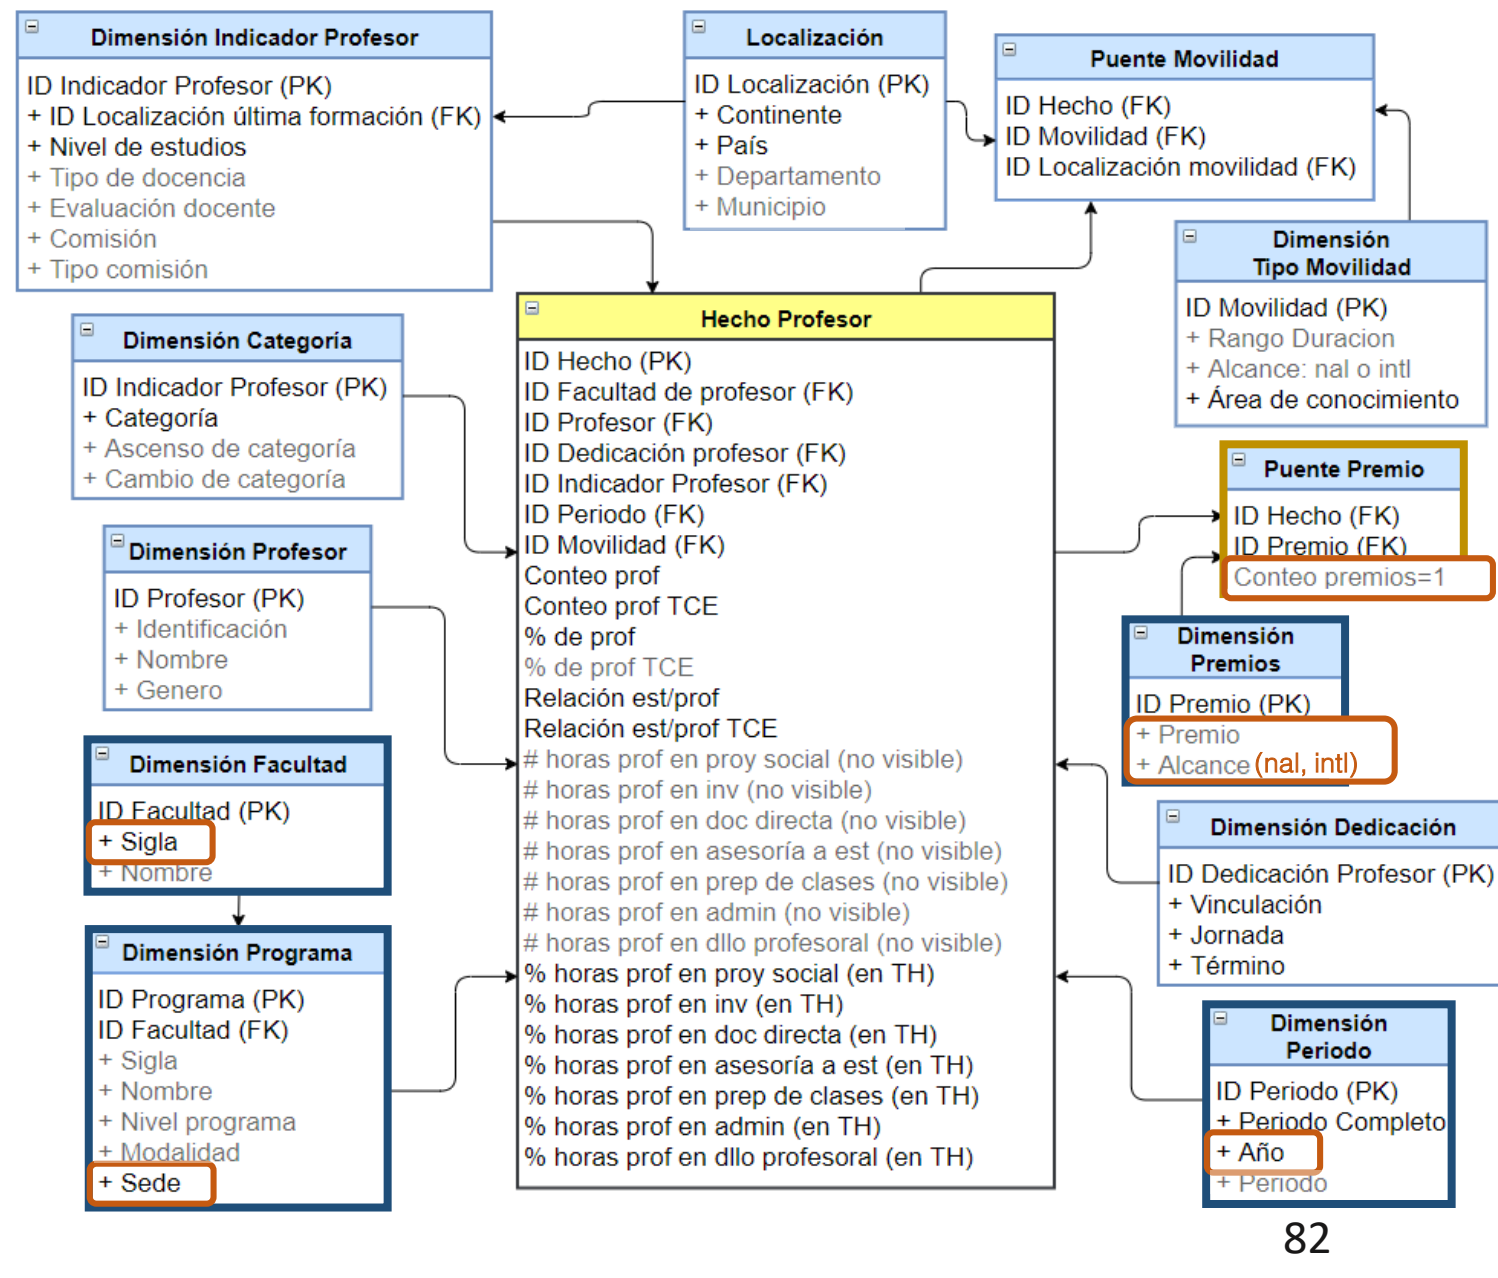 Dimensión Indicador Profesor
ID Indicador Profesor (PK)
+ ID Localización última formación (FK)
+ Nivel de estudios
+ Tipo de docencia
+ Evaluación docente
+ Comisión
+ Tipo comisión
Localización
ID Localización (PK)
+ Continente
+ País
+ Departamento
+ Municipio
Puente Movilidad
ID Hecho (FK)
ID Movilidad (FK)
ID Localización movilidad (FK)
Dimensión
Tipo Movilidad
ID Movilidad (PK)
+ Rango Duracion
+ Alcance: nal o intl
+ Área de conocimiento
Dimensión Categoría
ID Indicador Profesor (PK)
+ Categoría
+ Ascenso de categoría
+ Cambio de categoría
Dimensión Profesor
ID Profesor (PK)
+ Identificación
+ Nombre
+ Genero
Dimensión Facultad
ID Facultad (PK)
+ Sigla
+ Nombre
Dimensión Programa
ID Programa (PK)
ID Facultad (FK)
+ Sigla
+ Nombre
+ Nivel programa
+ Modalidad
+ Sede
Hecho Profesor
ID Hecho (PK)
ID Facultad de profesor (FK)
ID Profesor (FK)
ID Dedicación profesor (FK)
ID Indicador Profesor (FK)
ID Periodo (FK)
ID Movilidad (FK)
Conteo prof
Conteo prof TCE
% de prof
% de prof TCE
Relación est/prof
Relación est/prof TCE
# horas prof en proy social (no visible)
# horas prof en inv (no visible)
# horas prof en doc directa (no visible)
# horas prof en asesoría a est (no visible)
# horas prof en prep de clases (no visible)
# horas prof en admin (no visible)
# horas prof en dllo profesoral (no visible)
% horas prof en proy social (en TH)
% horas prof en inv (en TH)
% horas prof en doc directa (en TH)
% horas prof en asesoría a est (en TH)
% horas prof en prep de clases (en TH)
% horas prof en admin (en TH)
% horas prof en dllo profesoral (en TH)
Puente Premio
ID Hecho (FK)
ID Premio (FK)
Conteo premios=1
Dimensión
Premios
ID Premio (PK)
+ Premio
+ Alcance (nal, intl)
Dimensión Dedicación
ID Dedicación Profesor (PK)
+ Vinculación
+ Jornada
+ Término
Dimensión
Periodo
ID Periodo (PK)
+ Periodo Completo
+ Año
+ Periodo
82